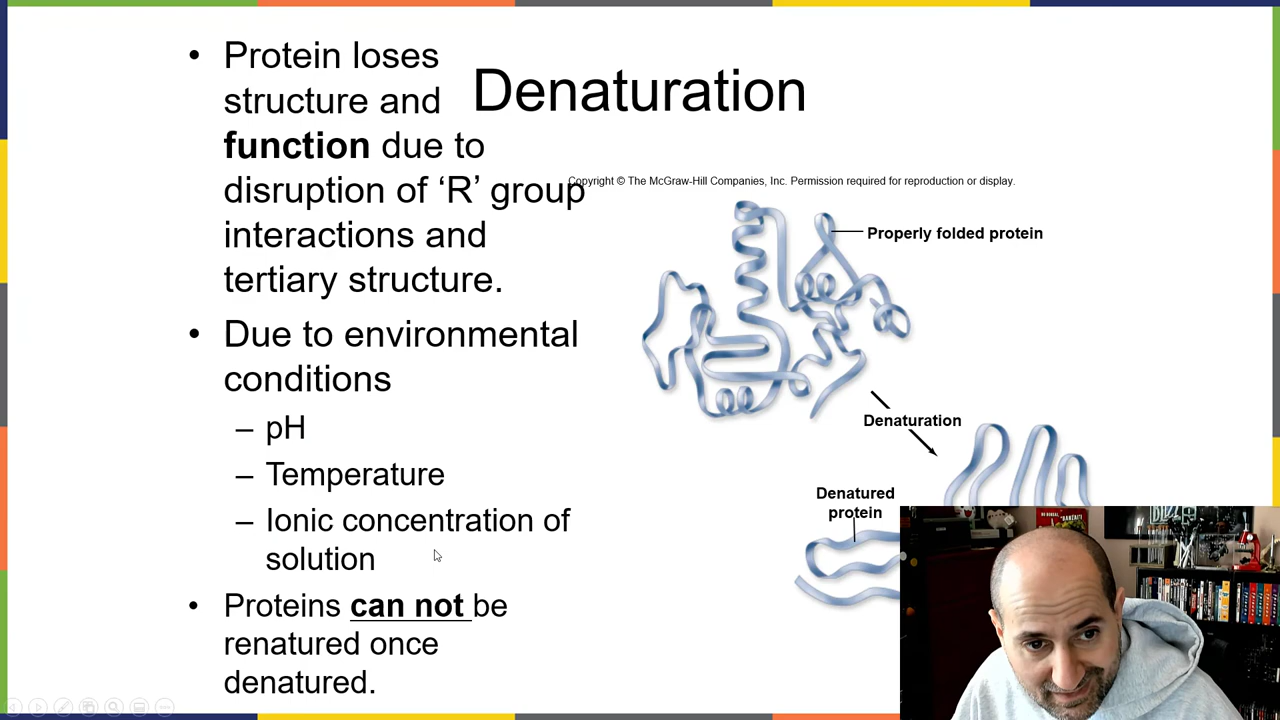 Denaturation
• Protein loses
structure and
function due to
disruption of ‘R’ group
interactions and
tertiary structure.
• Due to environmental
conditions
– pH
– Temperature
– Ionic concentration of
solution
• Proteins can not be
renatured once
denatured.
Copyright © The McGraw-Hill Companies, Inc. Permission required for reproduction or display.
Properly folded protein
Denaturation
Denatured
protein